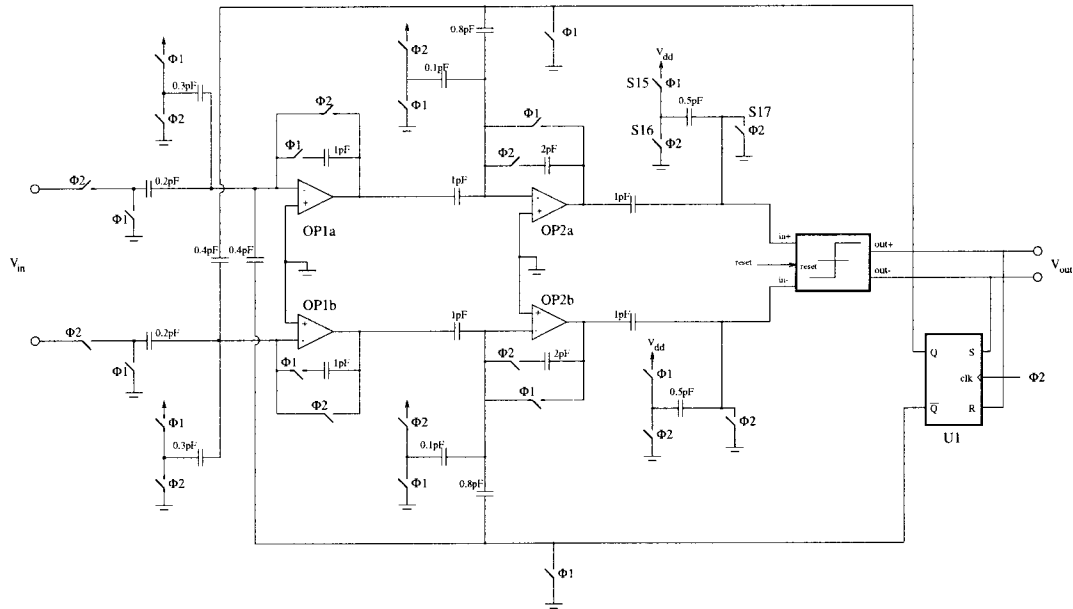 0.8pF
Φ1
Φ1
Φ2
0.1pF
Vdd
S15
Φ1
0.3pF
0.5pF
S17
Φ2
Φ2
Φ1
Φ1
S16
Φ2
Φ2
Φ1
1pF
Φ2
2pF
Φ2
0.2pF
1pF
1pF
-
+
-
+
Φ1
OP1a
OP2a
in+
out+
0.4pF
0.4pF
Vin
reset
reset
out-
Vout
in-
OP1b
OP2b
1pF
1pF
+
-
+
-
Φ2
0.2pF
Φ1
1pF
Φ2
2pF
Vdd
Φ1
Φ1
Q
S
clk
Φ2
Φ2
Φ1
0.5pF
Q
R
Φ1
Φ2
Φ2
Φ2
U1
0.3pF
0.1pF
Φ2
Φ1
0.8pF
Φ1